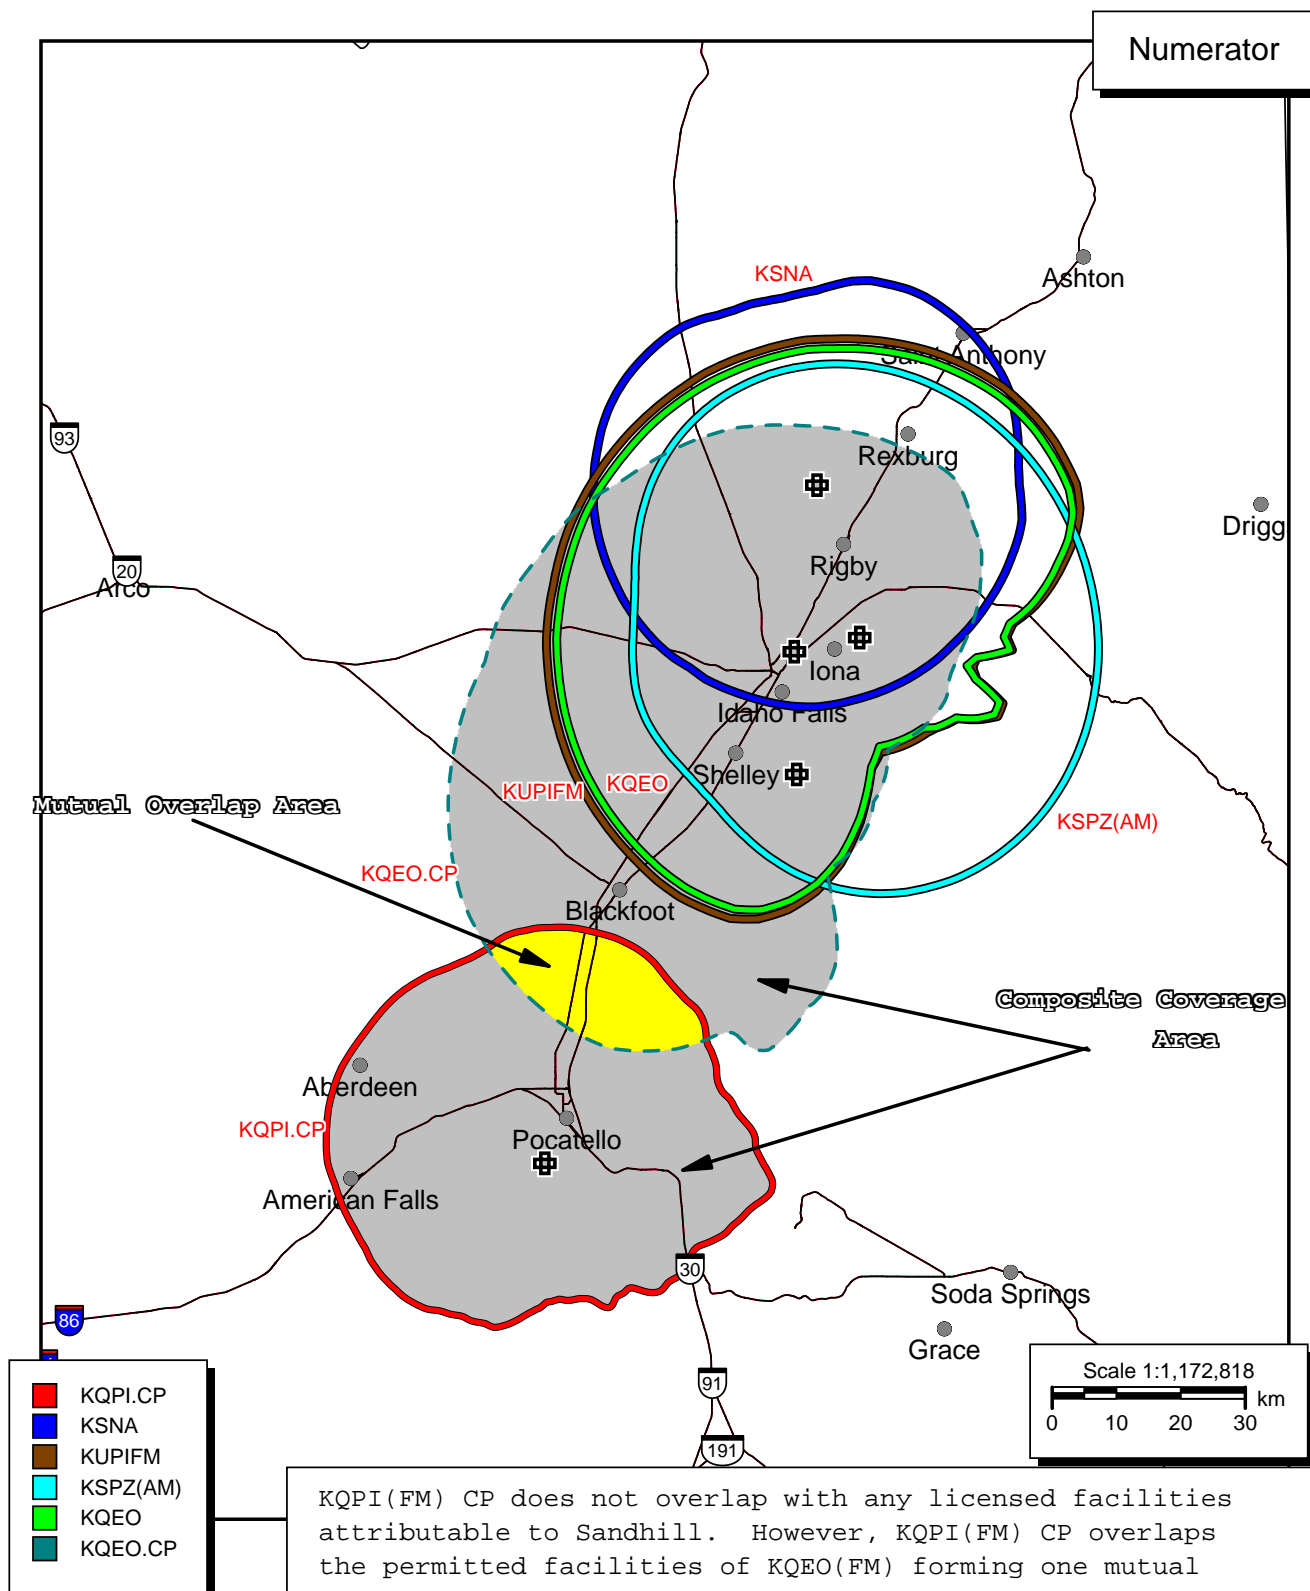 Numerator
KSNA
Ashton
Saint Anthony
93
Rexburg
Drigg
20
Arco
Rigby
Iona
Idaho Falls
Shelley
KUPIFM
KQEO
Mutual Overlap Area
KSPZ(AM)
KQEO.CP
Blackfoot
Composite Coverage
Area
Aberdeen
KQPI.CP
Pocatello
American Falls
30
Soda Springs
86
Grace
91
191
Scale 1:1,172,818
km
0 10 20 30
KQPI.CP
KSNA
KUPIFM
KSPZ(AM)
KQEO
KQEO.CP
KQPI(FM) CP does not overlap with any licensed facilities
attributable to Sandhill. However, KQPI(FM) CP overlaps
the permitted facilities of KQEO(FM) forming one mutual